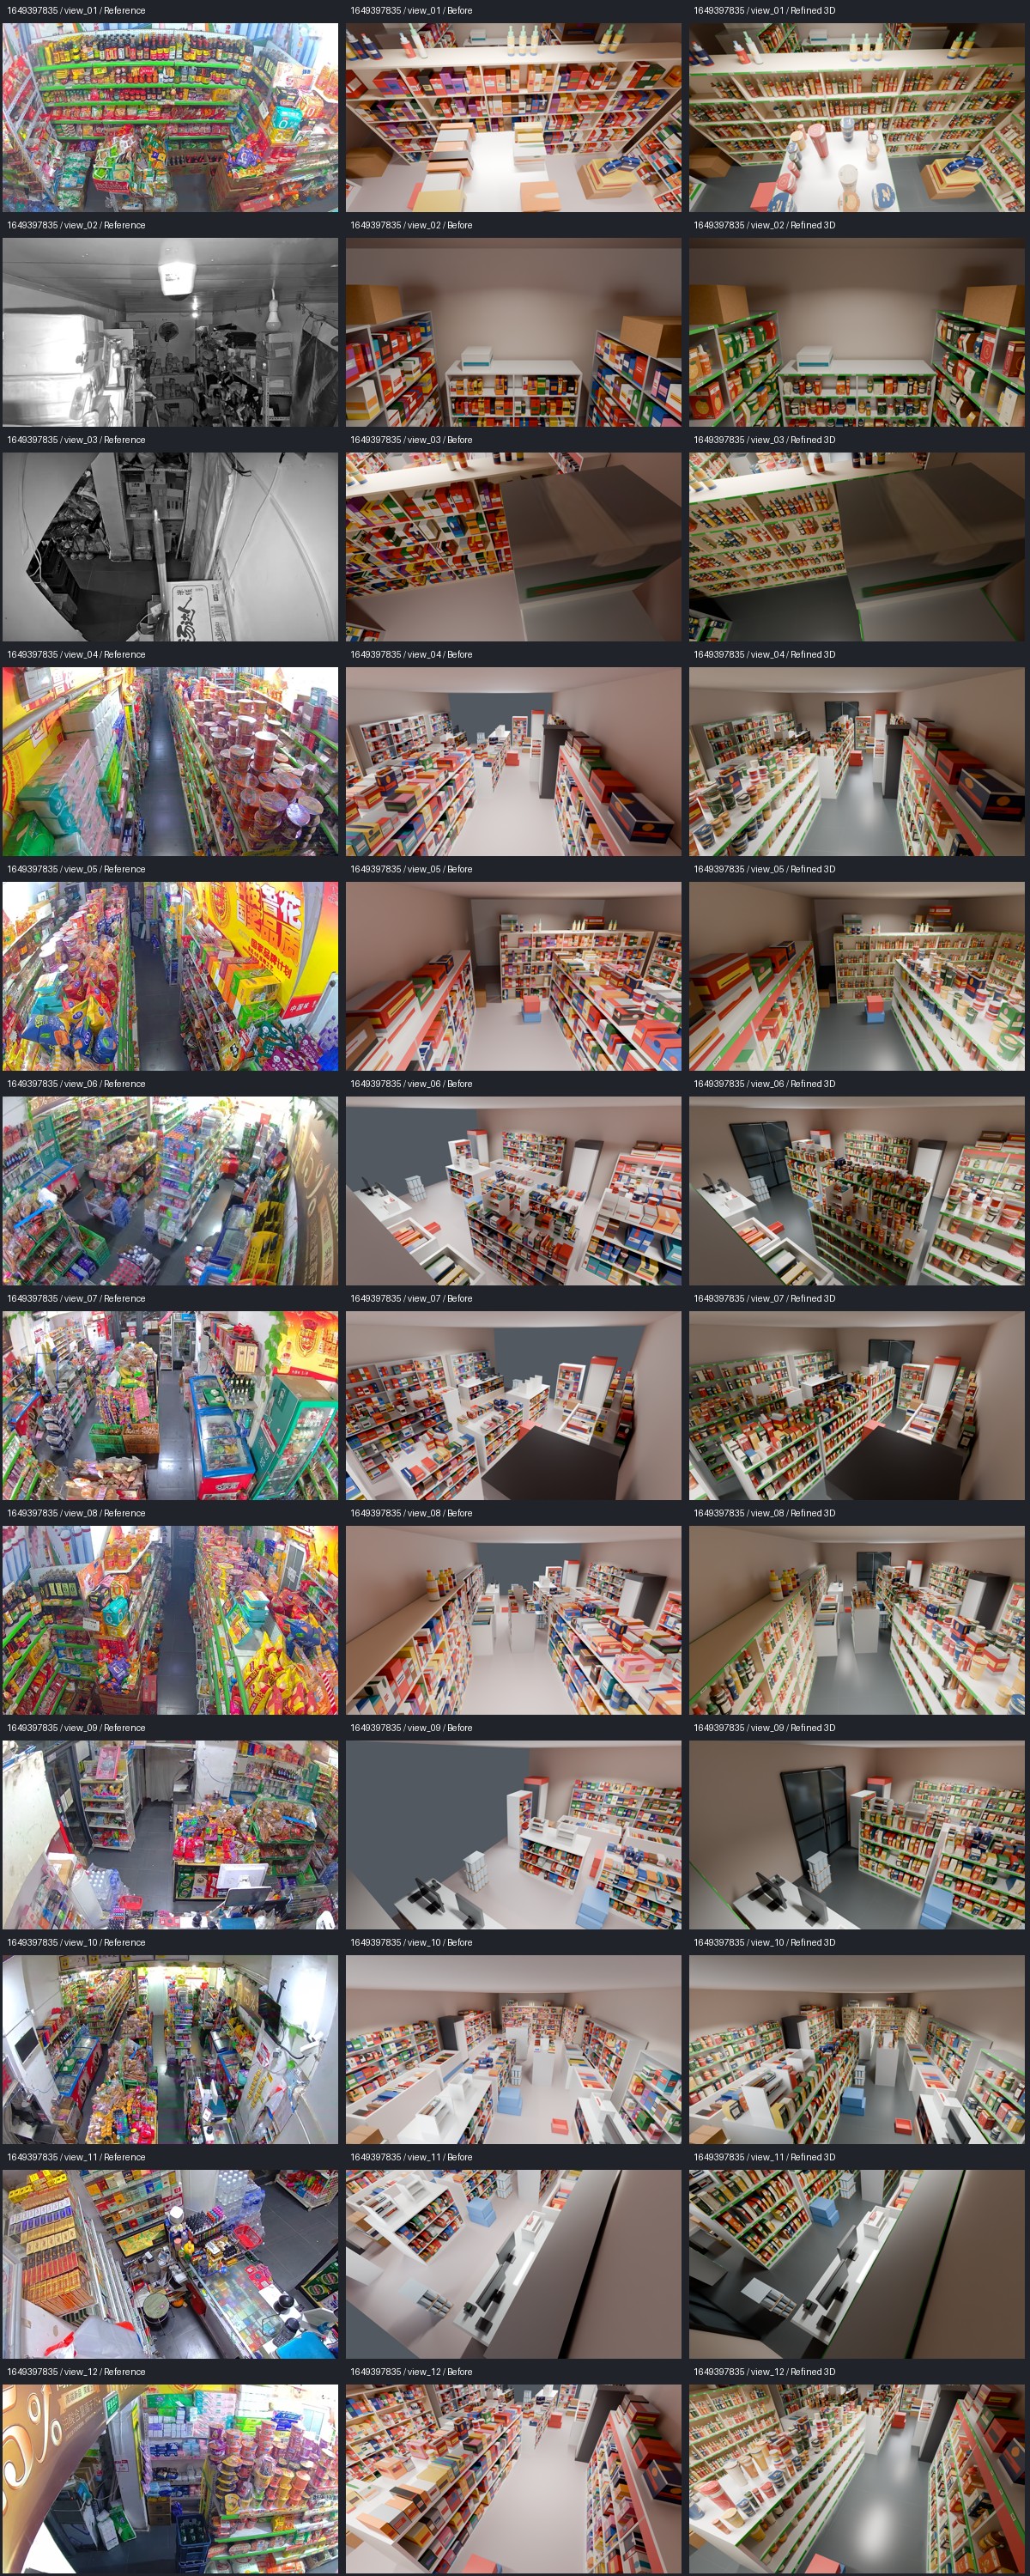 1649397835 / view_01 / Reference
1649397835 / view_01 / Before
1649397835 / view_01 / Refined 3D
1649397835 / view_02 / Reference
1649397835 / view_02 / Before
1649397835 / view_02 / Refined 3D
1649397835 / view_03 / Reference
1649397835 / view_03 / Before
1649397835 / view_03 / Refined 3D
1649397835 / view_04 / Reference
1649397835 / view_04 / Before
1649397835 / view_04 / Refined 3D
1649397835 / view_05 / Reference
1649397835 / view_05 / Before
1649397835 / view_05 / Refined 3D
1649397835 / view_06 / Reference
1649397835 / view_06 / Before
1649397835 / view_06 / Refined 3D
1649397835 / view_07 / Reference
1649397835 / view_07 / Before
1649397835 / view_07 / Refined 3D
1649397835 / view_08 / Reference
1649397835 / view_08 / Before
1649397835 / view_08 / Refined 3D
1649397835 / view_09 / Reference
1649397835 / view_09 / Before
1649397835 / view_09 / Refined 3D
1649397835 / view_10 / Reference
1649397835 / view_10 / Before
1649397835 / view_10 / Refined 3D
1649397835 / view_11 / Reference
1649397835 / view_11 / Before
1649397835 / view_11 / Refined 3D
1649397835 / view_12 / Reference
1649397835 / view_12 / Before
1649397835 / view_12 / Refined 3D